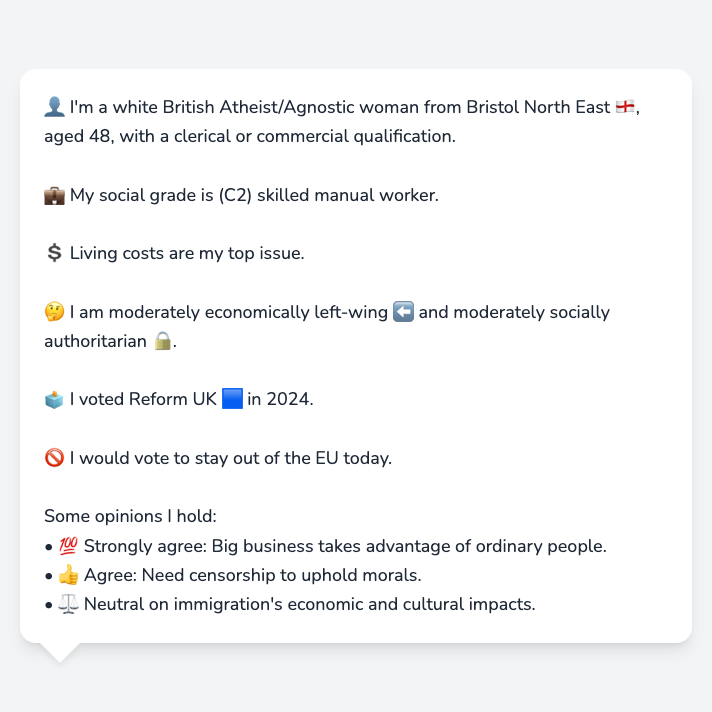 👤 I'm a white British Atheist/Agnostic woman from Bristol North East 🏴󠁧󠁢󠁥󠁮󠁧󠁿,
aged 48, with a clerical or commercial qualification.
💼 My social grade is (C2) skilled manual worker.
💲 Living costs are my top issue.
🤔 I am moderately economically left-wing ⬅️ and moderately socially
authoritarian 🔒.
🗳️ I voted Reform UK 🟦 in 2024.
🚫 I would vote to stay out of the EU today.
Some opinions I hold:
• 💯 Strongly agree: Big business takes advantage of ordinary people.
• 👍 Agree: Need censorship to uphold morals.
• ⚖️ Neutral on immigration's economic and cultural impacts.